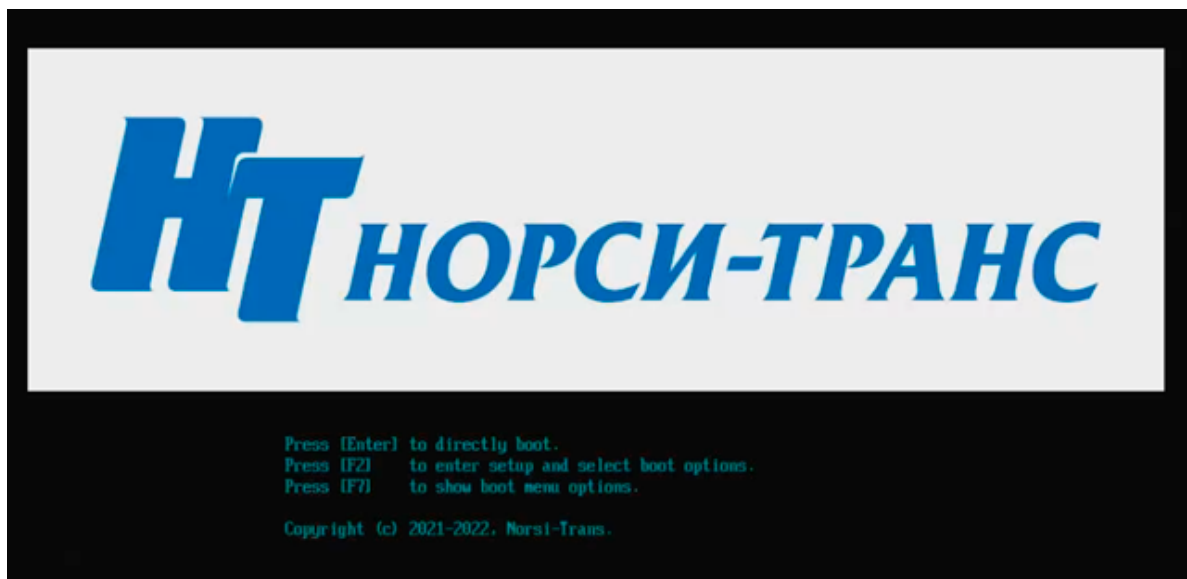 НТ НОРСИ-ТРАНС
Press [Enter] to directly boot.
Press [F2] to enter setup and select boot options.
Press [F7] to show boot menu options.
Copyright (c) 2021-2022. Norsi-Trans.